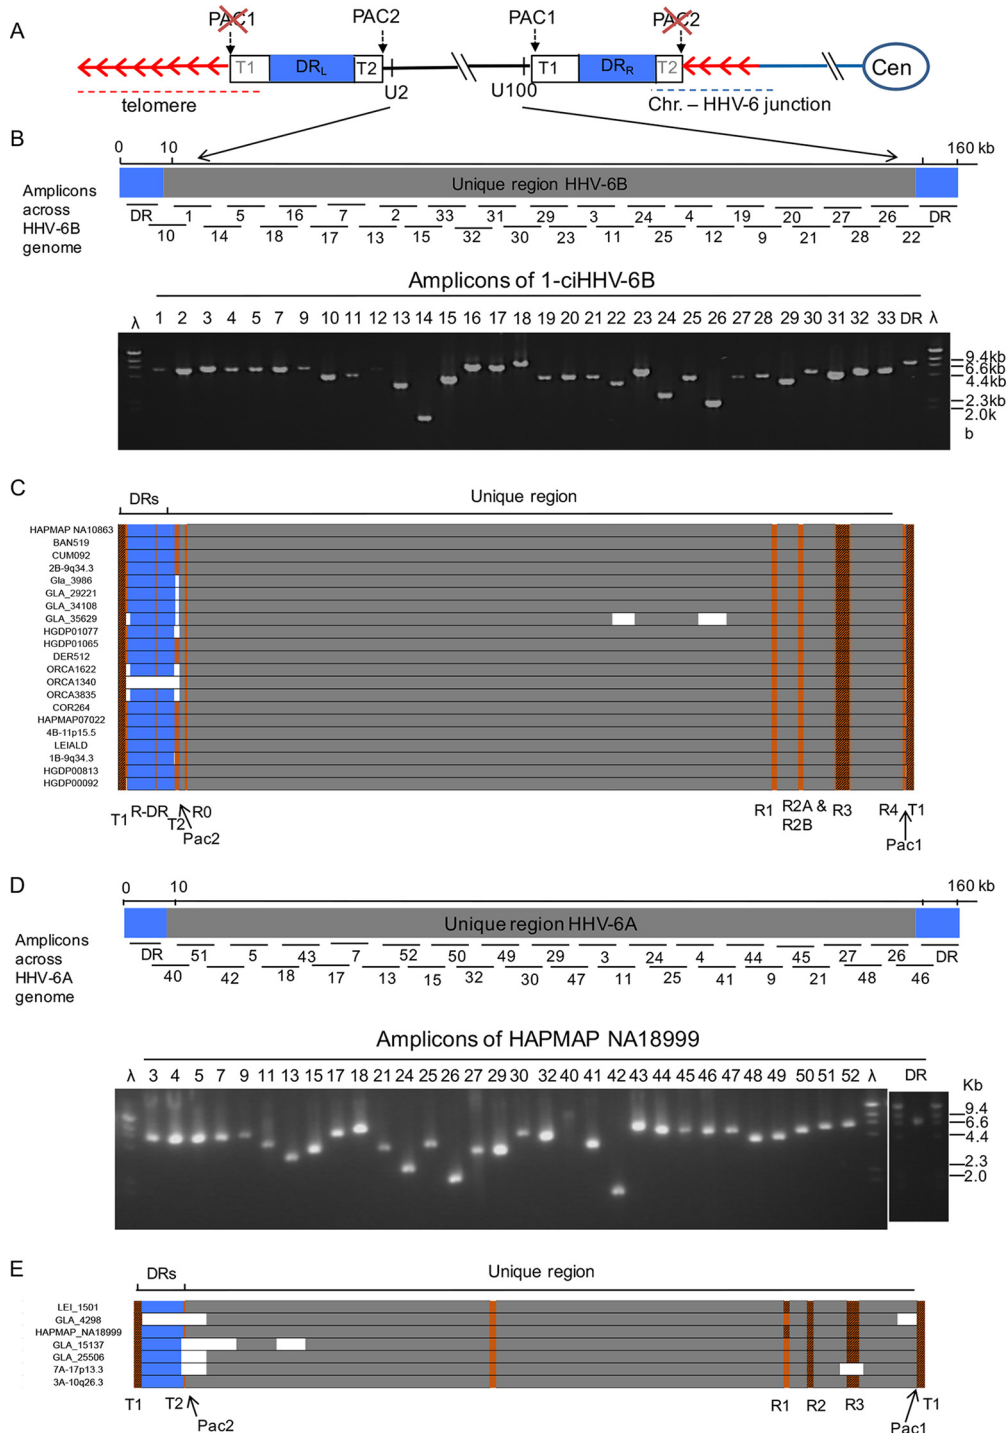 A
PAC1
PAC2
PAC1
PAC2
T1
DRL
T2
T1
DRR
T2
Cen
U2
U100
telomere
Chr. – HHV-6 junction
B
0
10
160 kb
Unique region HHV-6B
Amplicons
across
HHV-6B
genome
DR 1 5 16 7 2 33 31 29 3 24 4 19 20 27 26 DR
10 14 18 17 13 15 32 30 23 11 25 12 9 21 28 22
Amplicons of 1-ciHHV-6B
λ 1 2 3 4 5 7 9 10 11 12 13 14 15 16 17 18 19 20 21 22 23 24 25 26 27 28 29 30 31 32 33 DR λ
9.4kb
6.6kb
4.4kb
2.3kb
2.0k
b
C
DRs
Unique region
HAPMAP NA10863
BAN519
CUM092
2B-9q34.3
Gla_3986
GLA_29221
GLA_34108
GLA_35629
HGDP01077
HGDP01065
DER512
ORCA1622
ORCA1340
ORCA3835
COR264
HAPMAP07022
4B-11p15.5
LEIALD
1B-9q34.3
HGDP00813
HGDP00092
T1 R-DR T2 R0 R1 R2A & R3 R4 T1
R2B
Pac2
Pac1
D
0
10
160 kb
Unique region HHV-6A
Amplicons
across
HHV-6A
genome
DR 51 5 43 7 52 50 49 29 3 24 4 44 45 27 26 DR
40 42 18 17 13 15 32 30 47 11 25 41 9 21 48 46
Amplicons of HAPMAP NA18999
λ 3 4 5 7 9 11 13 15 17 18 21 24 25 26 27 29 30 32 40 41 42 43 44 45 46 47 48 49 50 51 52 λ DR
Kb
9.4
6.6
4.4
2.3
2.0
E
DRs
Unique region
LEI_1501
GLA_4298
HAPMAP_NA18999
GLA_15137
GLA_25506
7A-17p13.3
3A-10q26.3
T1 T2 R1 R2 R3 T1
Pac2
Pac1